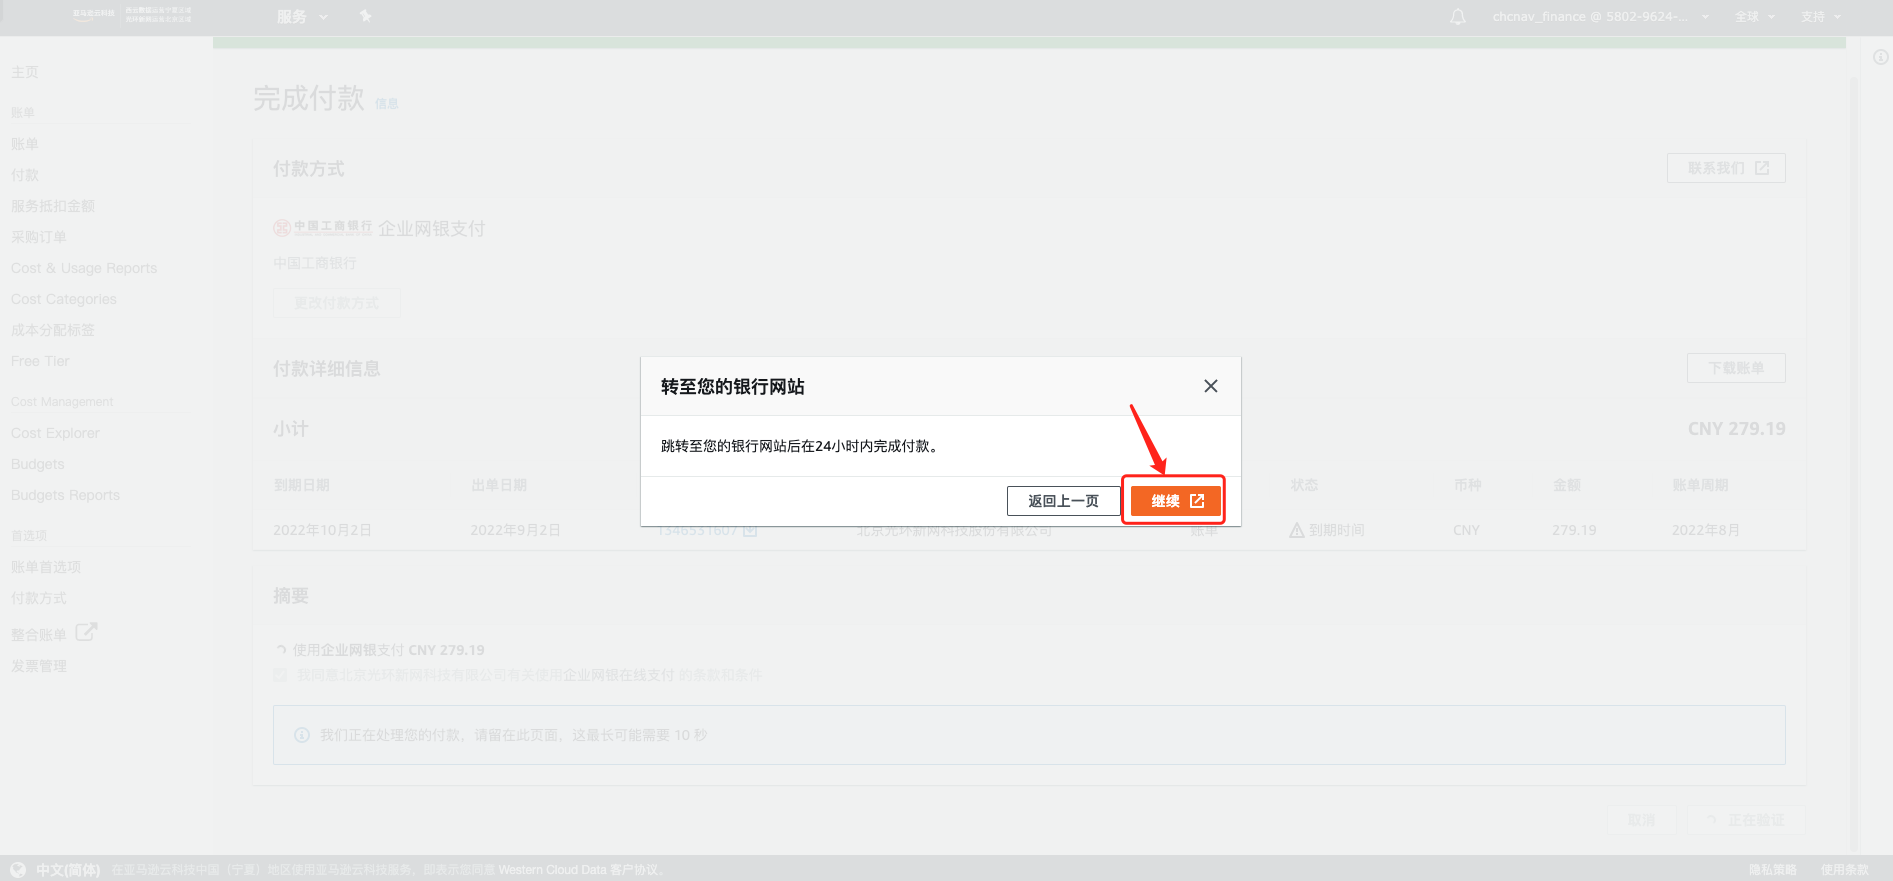 亚马逊云科技
服务
chcnav_finance @ 5802-9624-...
全球
支持
主页
账单
账单
付款
服务抵扣金额
采购订单
Cost & Usage Reports
Cost Categories
成本分配标签
Free Tier
Cost Management
Cost Explorer
Budgets
Budgets Reports
首选项
账单首选项
付款方式
整合账单
发票管理
完成付款 信息
付款方式
联系我们
中国工商银行 企业网银支付
中国工商银行
更改付款方式
付款详细信息
下载账单
小计
CNY 279.19
到期日期 出单日期 状态 币种 金额 账单周期
2022年10月2日 2022年9月2日 1346531607 北京光环新网科技股份有限公司 账单 到期时间 CNY 279.19 2022年8月
转至您的银行网站
跳转至您的银行网站后在24小时内完成付款。
返回上一页 继续
摘要
使用企业网银支付 CNY 279.19
我同意北京光环新网科技有限公司有关使用企业网银在线支付 的条款和条件
我们正在处理您的付款，请留在此页面，这最长可能需要 10 秒
取消 正在验证
中文(简体) 在亚马逊云科技中国（宁夏）地区使用亚马逊云科技服务，即表示您同意 Western Cloud Data 客户协议。
隐私策略 使用条款